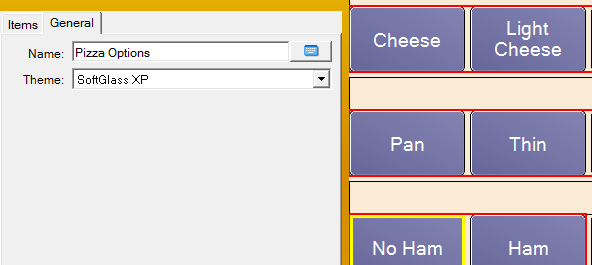 Items General
Name: Pizza Options
Theme: SoftGlass XP
Cheese
Light
Cheese
Pan
Thin
No Ham
Ham